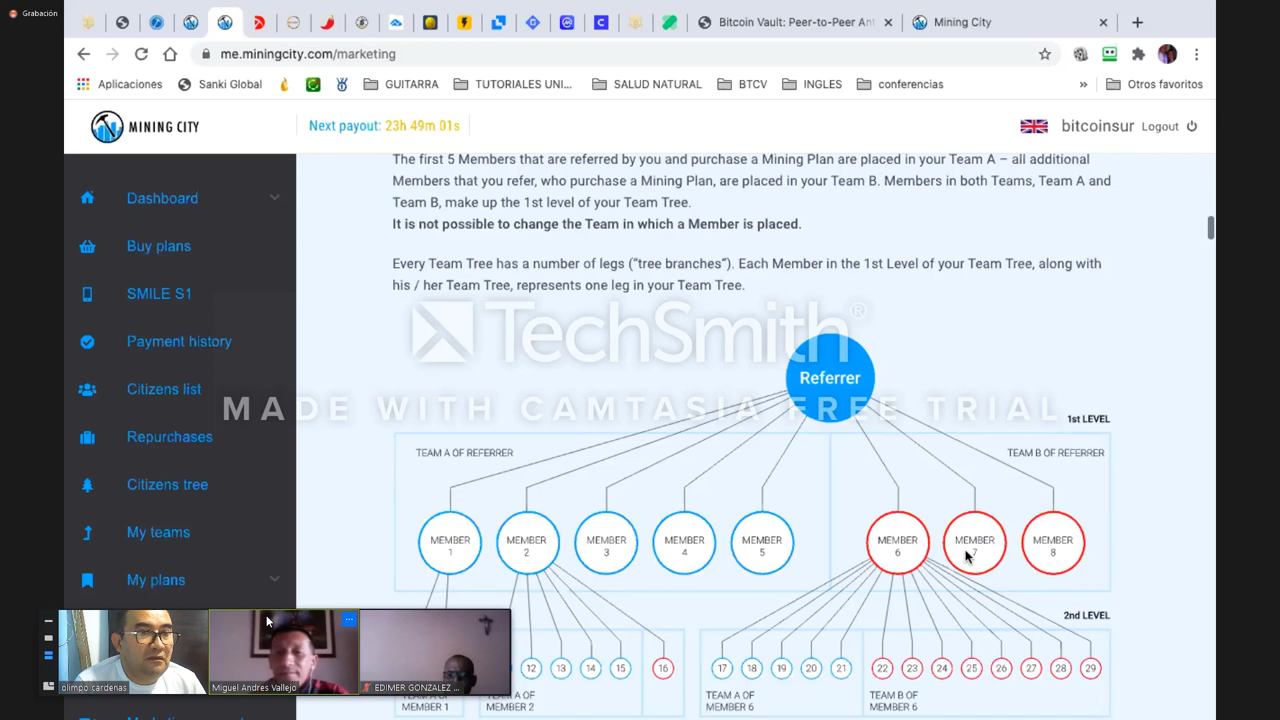 Grabación
Bitcoin Vault: Peer-to-Peer An
Mining City
me.miningcity.com/marketing
Aplicaciones
Sanki Global
GUITARRA
TUTORIALES UNI...
SALUD NATURAL
BTCV
INGLES
conferencias
Otros favoritos
MINING CITY
Next payout: 23h 49m 01s
bitcoinsur
Logout
Dashboard
Buy plans
SMILE S1
Payment history
Citizens list
Repurchases
Citizens tree
My teams
My plans
The first 5 Members that are referred by you and purchase a Mining Plan are placed in your Team A – all additional
Members that you refer, who purchase a Mining Plan, are placed in your Team B. Members in both Teams, Team A and
Team B, make up the 1st level of your Team Tree.
It is not possible to change the Team in which a Member is placed.
Every Team Tree has a number of legs ("tree branches"). Each Member in the 1st Level of your Team Tree, along with
his / her Team Tree, represents one leg in your Team Tree.
TechSmith®
MADE WITH CAMTASIA FREE TRIAL
Referrer
1st LEVEL
TEAM A OF REFERRER
TEAM B OF REFERRER
MEMBER
1
MEMBER
2
MEMBER
3
MEMBER
4
MEMBER
5
MEMBER
6
MEMBER
7
MEMBER
8
2nd LEVEL
12 13 14 15 16 17 18 19 20 21 22 23 24 25 26 27 28 29
TEAM A OF
MEMBER 1
TEAM A OF
MEMBER 2
TEAM A OF
MEMBER 6
TEAM B OF
MEMBER 6
olimpo cardenas
Miguel Andres Vallejo
EDIMER GONZALEZ ...